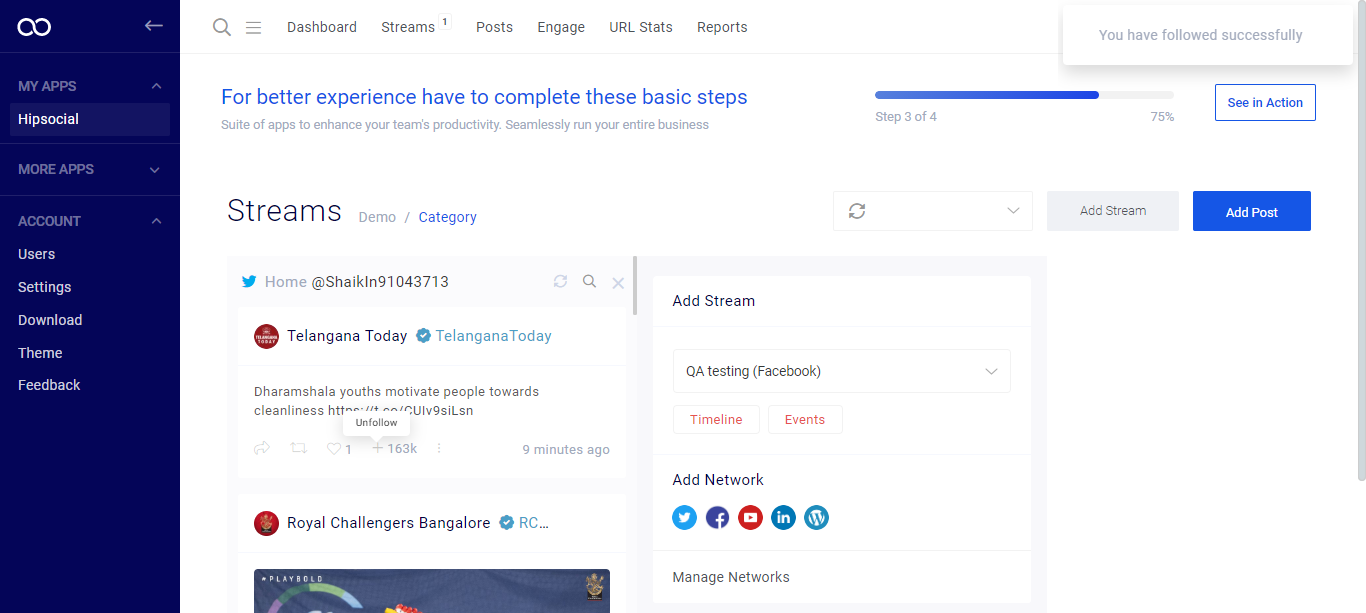 Dashboard Streams 1 Posts Engage URL Stats Reports
You have followed successfully
MY APPS
Hipsocial
MORE APPS
ACCOUNT
Users
Settings
Download
Theme
Feedback
For better experience have to complete these basic steps
Suite of apps to enhance your team's productivity. Seamlessly run your entire business
Step 3 of 4 75%
See in Action
Streams Demo / Category
Add Stream
Add Post
Home @ShaikIn91043713
Telangana Today TelanganaToday
Dharamshala youths motivate people towards
cleanliness
Unfollow
1 163k 9 minutes ago
Royal Challengers Bangalore RC...
#PLAYBOLD
Add Stream
QA testing (Facebook)
Timeline Events
Add Network
Manage Networks